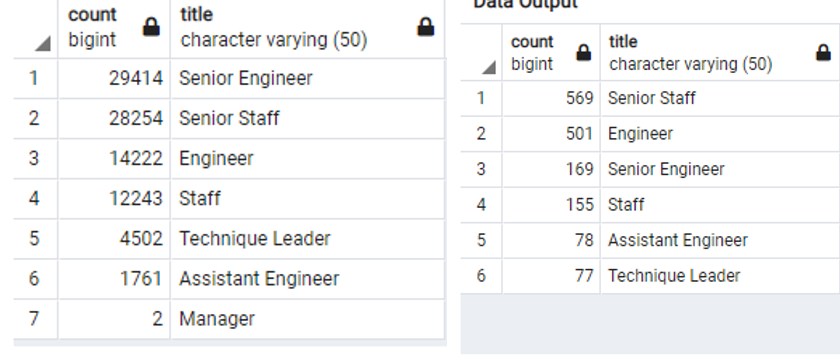 count title
bigint character varying (50)
1 29414 Senior Engineer
2 28254 Senior Staff
3 14222 Engineer
4 12243 Staff
5 4502 Technique Leader
6 1761 Assistant Engineer
7 2 Manager
Data Output
count title
bigint character varying (50)
1 569 Senior Staff
2 501 Engineer
3 169 Senior Engineer
4 155 Staff
5 78 Assistant Engineer
6 77 Technique Leader